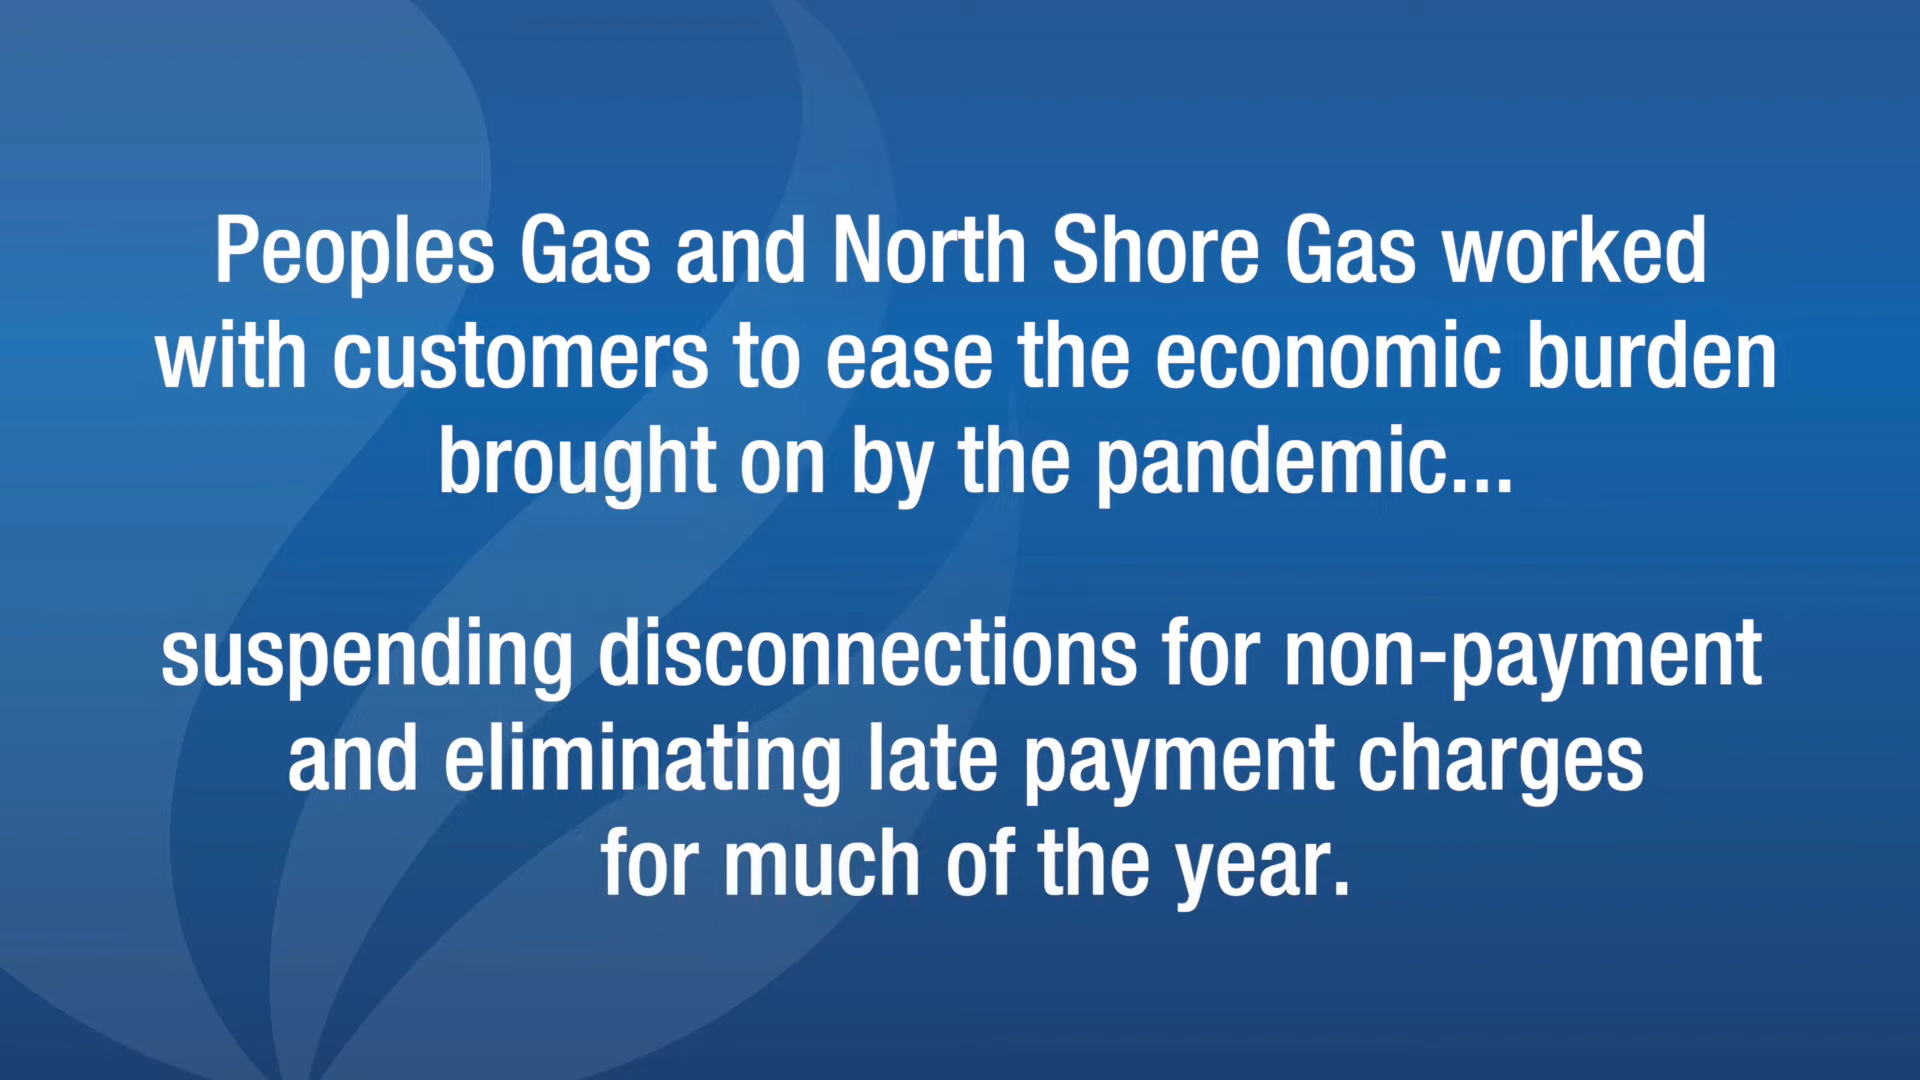 Peoples Gas and North Shore Gas worked
with customers to ease the economic burden
brought on by the pandemic...
suspending disconnections for non-payment
and eliminating late payment charges
for much of the year.